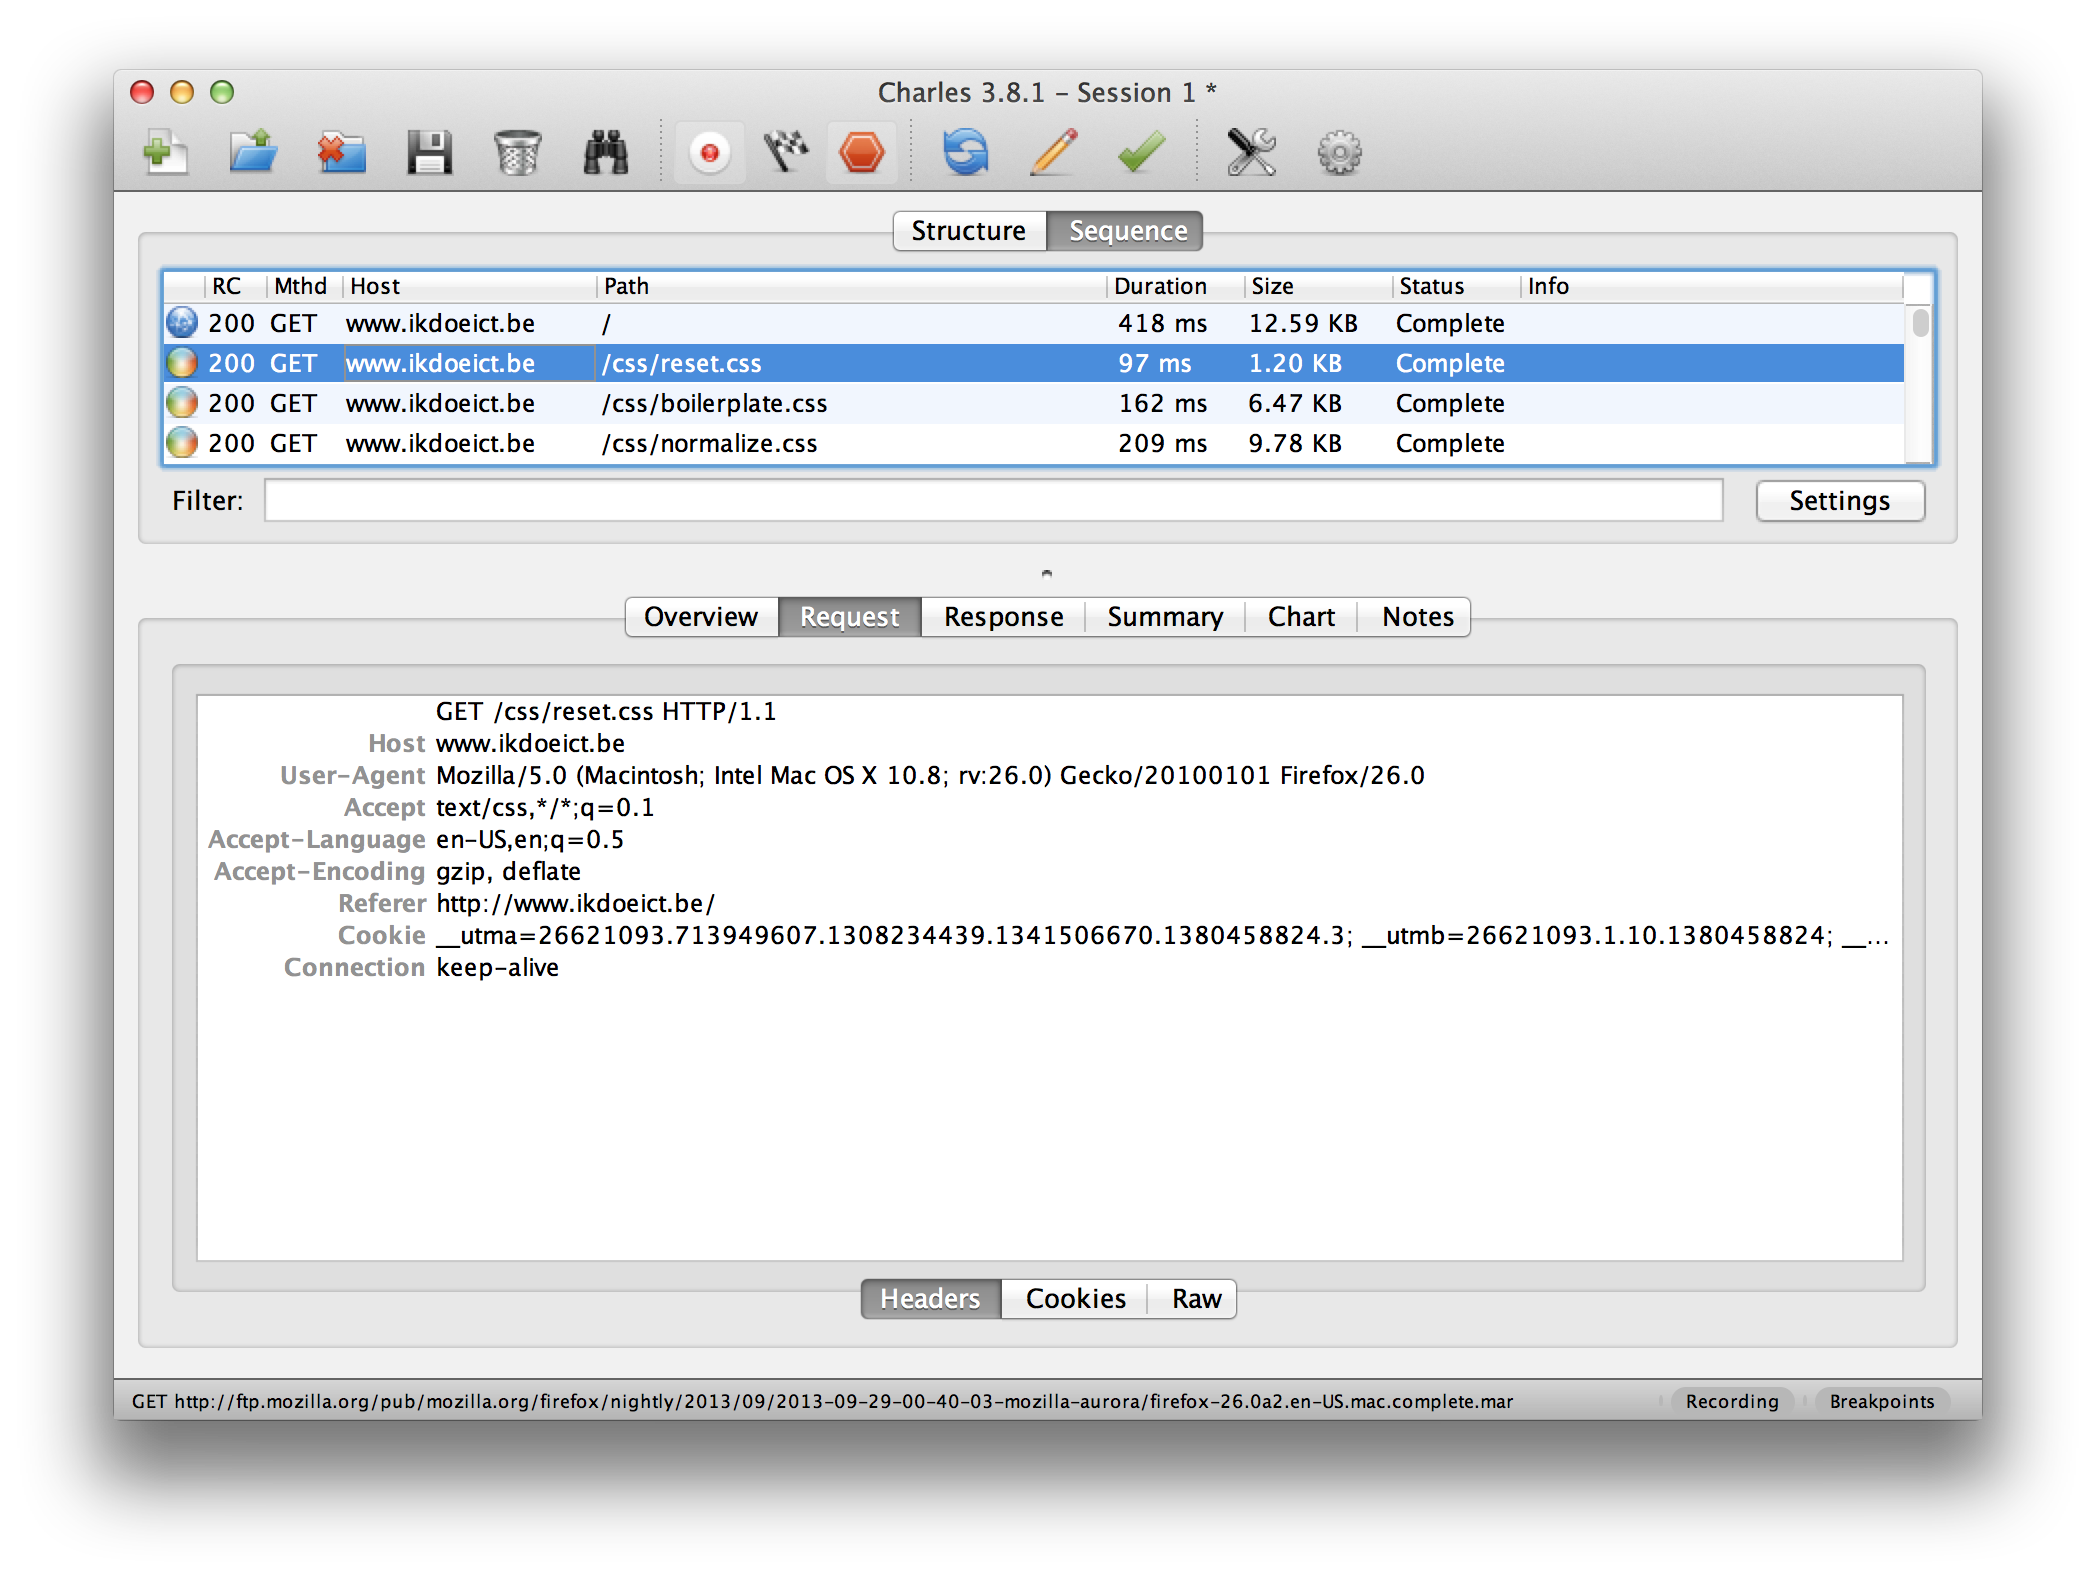 Charles 3.8.1 – Session 1 *
Structure Sequence
RC Mthd Host Path Duration Size Status Info
200 GET www.ikdoeict.be / 418 ms 12.59 KB Complete
200 GET www.ikdoeict.be /css/reset.css 97 ms 1.20 KB Complete
200 GET www.ikdoeict.be /css/boilerplate.css 162 ms 6.47 KB Complete
200 GET www.ikdoeict.be /css/normalize.css 209 ms 9.78 KB Complete
Filter: Settings
Overview Request Response Summary Chart Notes
GET /css/reset.css HTTP/1.1
Host www.ikdoeict.be
User-Agent Mozilla/5.0 (Macintosh; Intel Mac OS X 10.8; rv:26.0) Gecko/20100101 Firefox/26.0
Accept text/css,*/*;q=0.1
Accept-Language en-US,en;q=0.5
Accept-Encoding gzip, deflate
Referer http://www.ikdoeict.be/
Cookie __utma=26621093.713949607.1308234439.1341506670.1380458824.3; __utmb=26621093.1.10.1380458824; __...
Connection keep-alive
Headers Cookies Raw
GET http://ftp.mozilla.org/pub/mozilla.org/firefox/nightly/2013/09/2013-09-29-00-40-03-mozilla-aurora/firefox-26.0a2.en-US.mac.complete.mar Recording Breakpoints